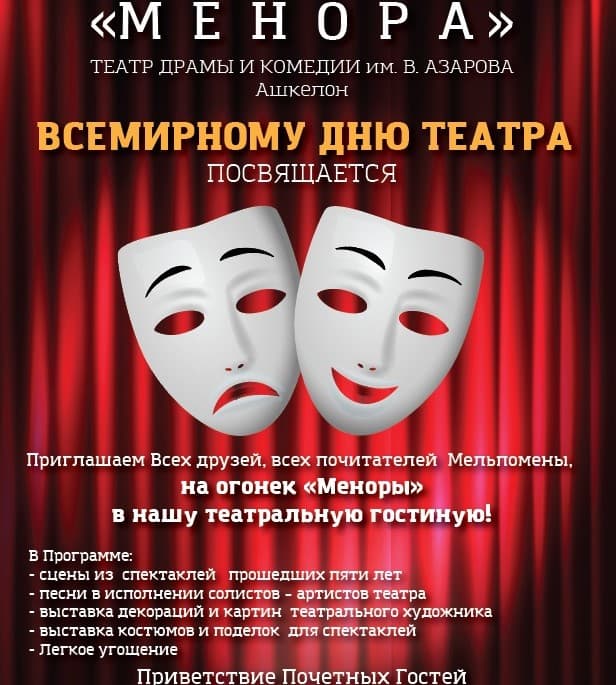 «МЕНОРА»
ТЕАТР ДРАМЫ И КОМЕДИИ им. В. АЗАРОВА
Ашкелон
ВСЕМИРНОМУ ДНЮ ТЕАТРА
ПОСВЯЩАЕТСЯ
Приглашаем Всех друзей, всех почитателей Мельпомены,
на огонек «Меноры»
в нашу театральную гостиную!
В Программе:
- сцены из спектаклей прошедших пяти лет
- песни в исполнении солистов - артистов театра
- выставка декораций и картин театрального художника
- выставка костюмов и поделок для спектаклей
- Легкое угощение
Приветствие Почетных Гостей